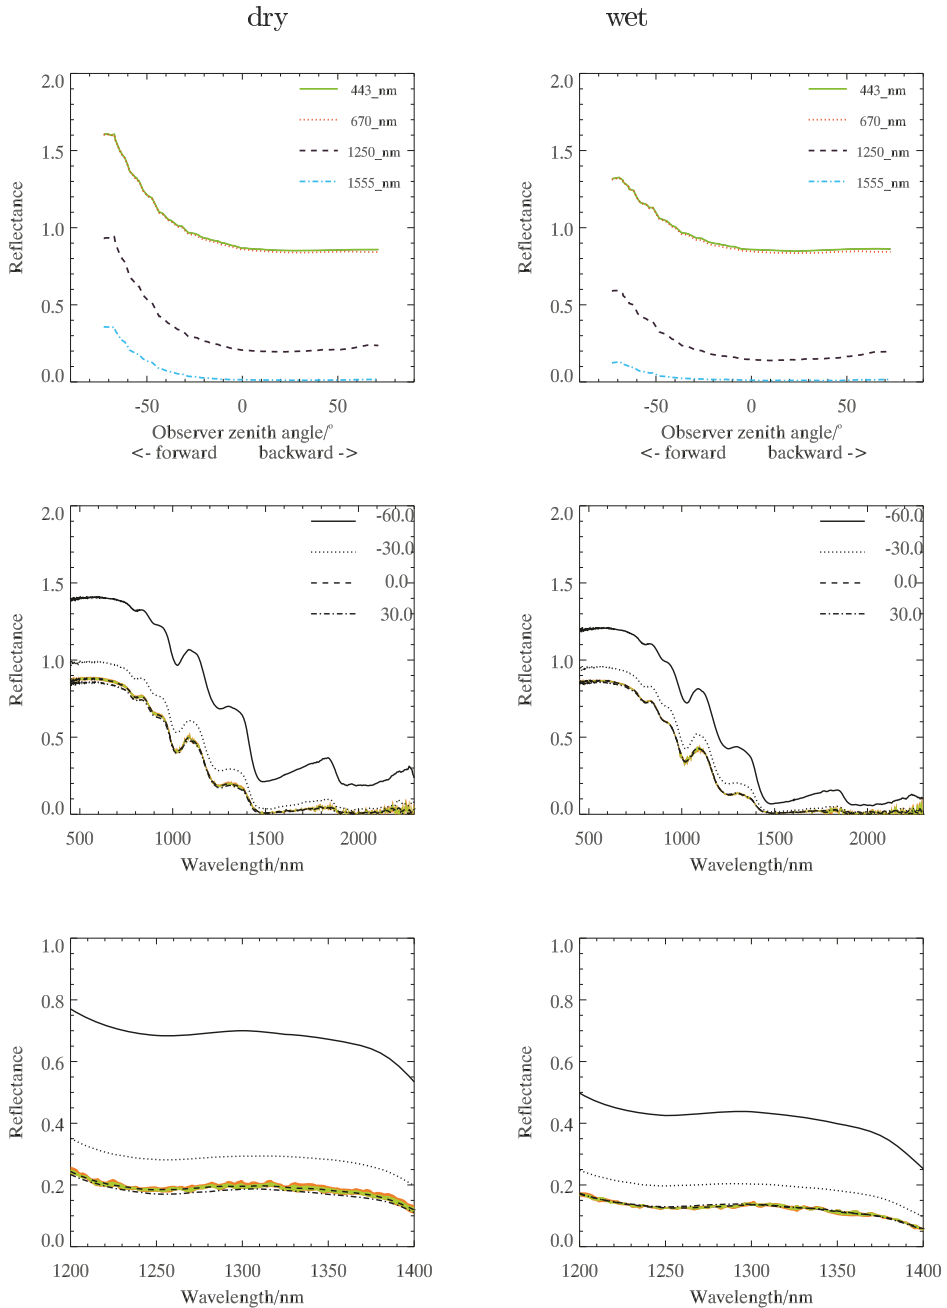 dry
wet
2.0
1.5
1.0
0.5
0.0
Reflectance
443_nm
670_nm
1250_nm
1555_nm
-50
0
50
Observer zenith angle/°
<- forward backward ->
2.0
1.5
1.0
0.5
0.0
Reflectance
443_nm
670_nm
1250_nm
1555_nm
-50
0
50
Observer zenith angle/°
<- forward backward ->
2.0
1.5
1.0
0.5
0.0
Reflectance
-60.0
-30.0
0.0
30.0
500
1000
1500
2000
Wavelength/nm
2.0
1.5
1.0
0.5
0.0
Reflectance
-60.0
-30.0
0.0
30.0
500
1000
1500
2000
Wavelength/nm
1.0
0.8
0.6
0.4
0.2
0.0
Reflectance
1200
1250
1300
1350
1400
Wavelength/nm
1.0
0.8
0.6
0.4
0.2
0.0
Reflectance
1200
1250
1300
1350
1400
Wavelength/nm